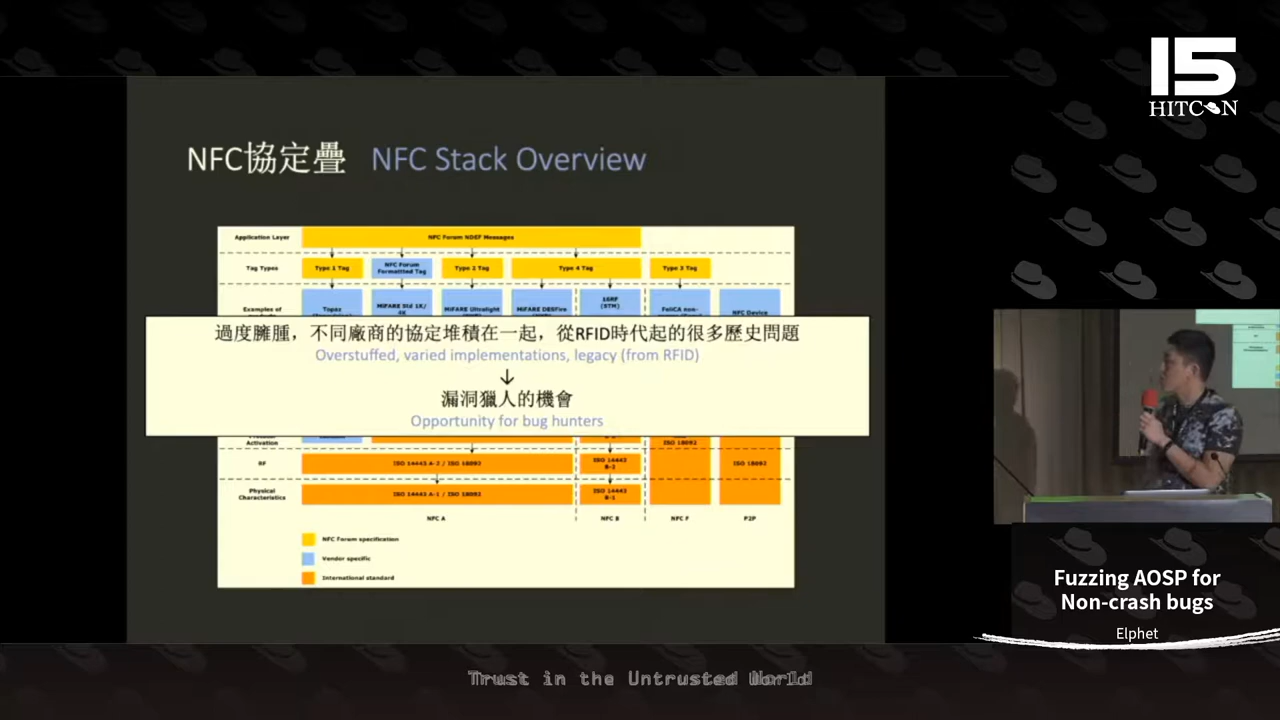 15
HITCON
NFC協定疊 NFC Stack Overview
Application Layer
NFC Forum NDEF Messages
Tag Types
Type 1 Tag
NFC Forum
Formatted Tag
Type 2 Tag
Type 4 Tag
Type 3 Tag
Examples of
Topaz
MiFARE Std 1K/
4K
MiFARE Ultralight
MiFARE DESFire
(STM)
FeliCA non-
NFC Device
過度臃腫，不同廠商的協定堆積在一起，從RFID時代起的很多歷史問題
Overstuffed, varied implementations, legacy (from RFID)
↓
漏洞獵人的機會
Opportunity for bug hunters
Activation
ISO 18092
RF
ISO 14443 A-2 / ISO 18092
ISO 14443
B-2
ISO 18092
Physical
Characteristics
ISO 14443 A-1 / ISO 18092
ISO 14443
B-1
NFC A
NFC B
NFC F
P2P
NFC Forum specification
Vendor specific
International standard
Fuzzing AOSP for
Non-crash bugs
Elphet
Trust in the Untrusted World